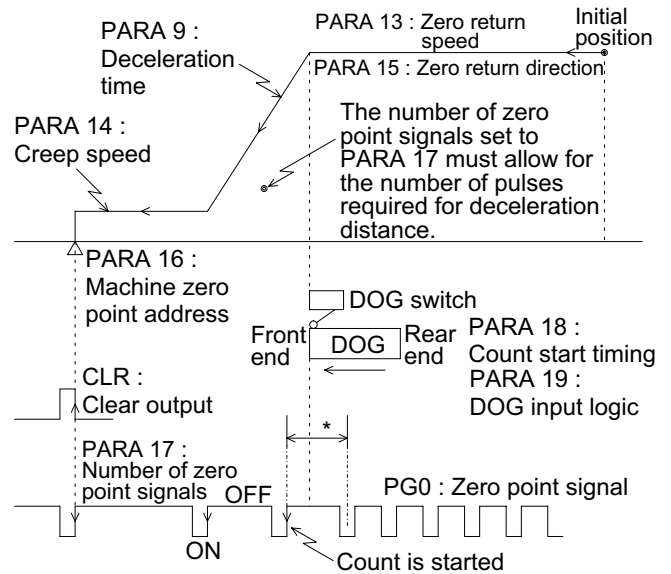 PARA 13 : Zero return
speed
Initial
position
PARA 9 :
Deceleration
time
PARA 15 : Zero return direction
PARA 14 :
Creep speed
The number of zero
point signals set to
PARA 17 must allow for
the number of pulses
required for deceleration
distance.
PARA 16 :
Machine zero
point address
DOG switch
Front
end
DOG
Rear
end
PARA 18 :
Count start timing
PARA 19 :
DOG input logic
CLR :
Clear output
*
PARA 17 :
Number of zero
point signals
OFF
PG0 : Zero point signal
ON
Count is started